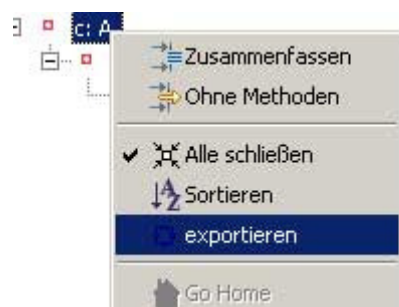 c: A
Zusammenfassen
Ohne Methoden
Alle schließen
Sortieren
exportieren
Go Home